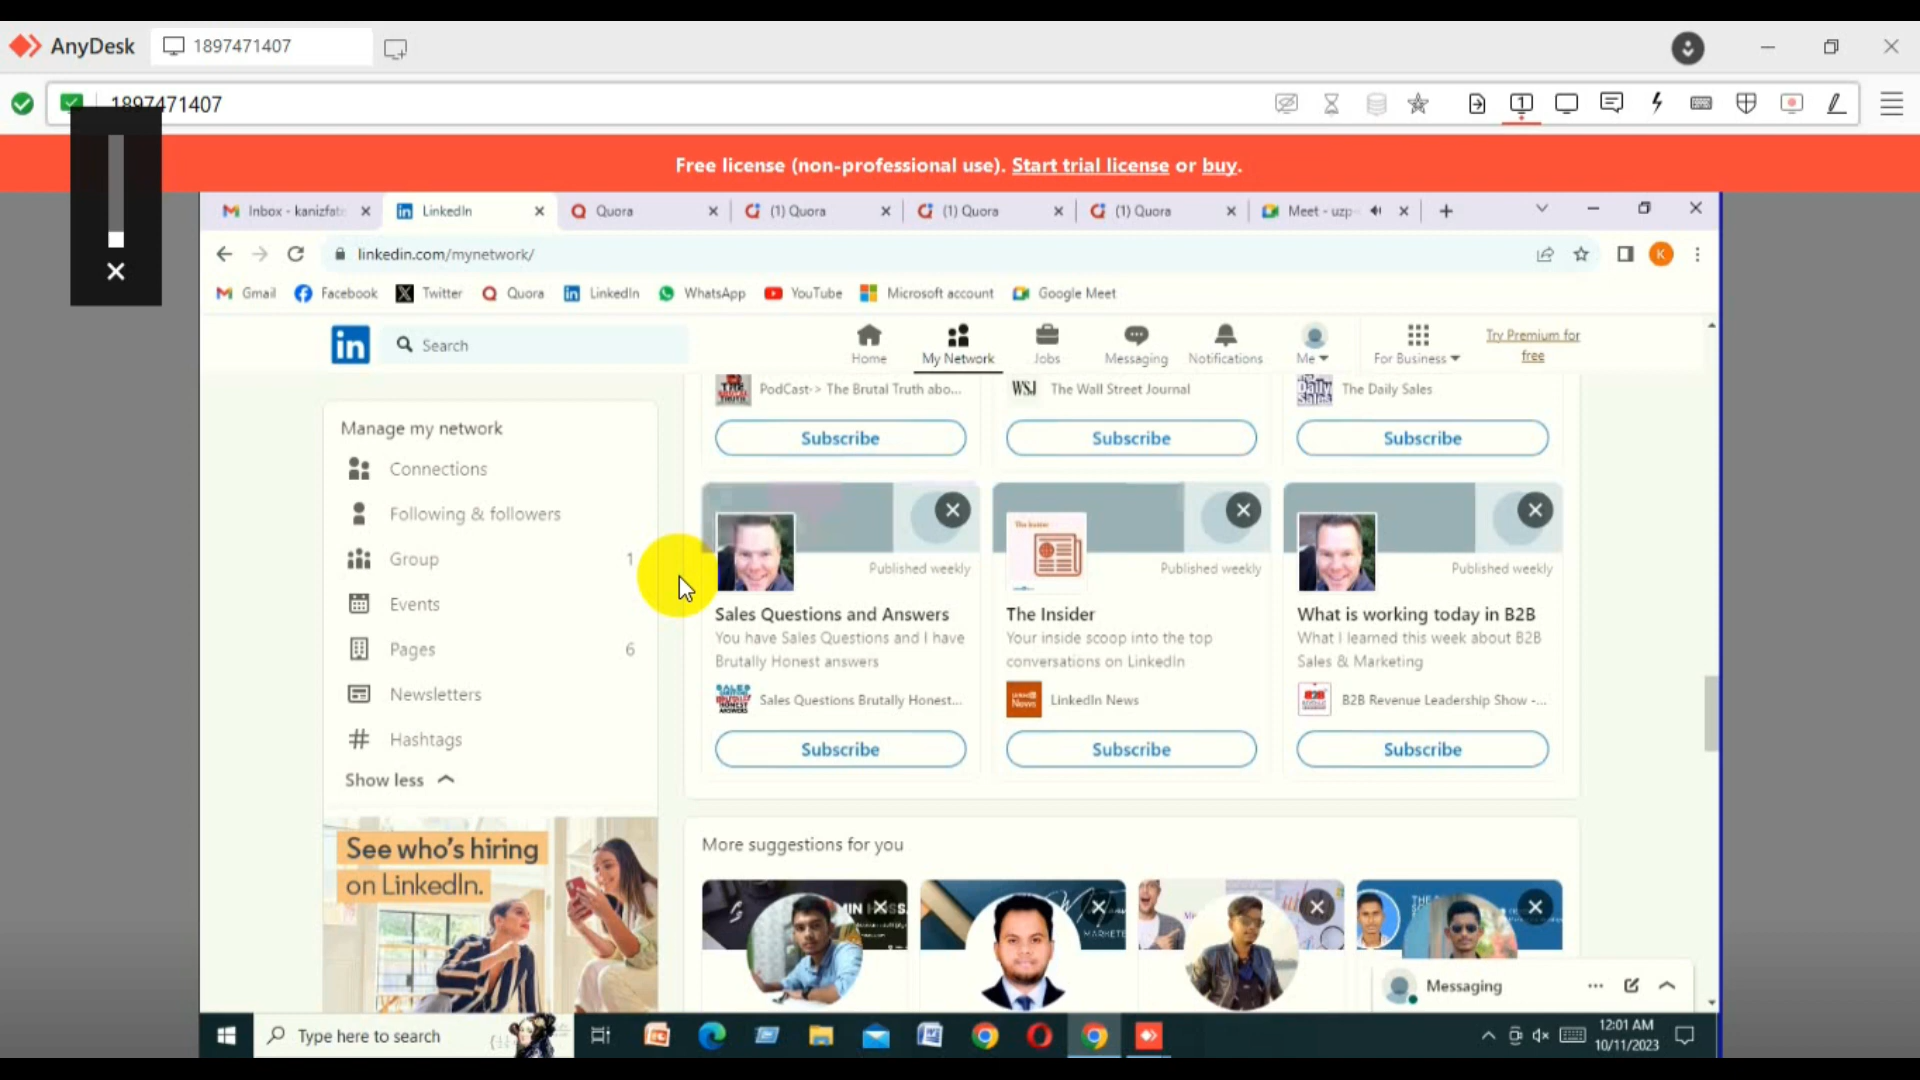 AnyDesk
1897471407
1897471407
Free license (non-professional use). Start trial license or buy.
Inbox - kanizfat
LinkedIn
Quora
(1) Quora
(1) Quora
(1) Quora
Meet - uzp-
linkedin.com/mynetwork/
K
Gmail
Facebook
Twitter
Quora
LinkedIn
WhatsApp
YouTube
Microsoft account
Google Meet
in
Search
Home
My Network
Jobs
Messaging
Notifications
Me
For Business
Try Premium for
free
PodCast-> The Brutal Truth abo...
WSJ
The Wall Street Journal
The Daily Sales
Subscribe
Subscribe
Subscribe
Manage my network
Connections
Following & followers
Group
1
Events
Pages
6
Newsletters
Hashtags
Show less
Published weekly
Sales Questions and Answers
You have Sales Questions and I have
Brutally Honest answers
Sales Questions Brutally Honest...
Subscribe
Published weekly
The Insider
Your inside scoop into the top
conversations on LinkedIn
LinkedIn News
Subscribe
Published weekly
What is working today in B2B
What I learned this week about B2B
Sales & Marketing
B2B Revenue Leadership Show -...
Subscribe
See who's hiring
on LinkedIn.
More suggestions for you
Messaging
Type here to search
12:01 AM
10/11/2023